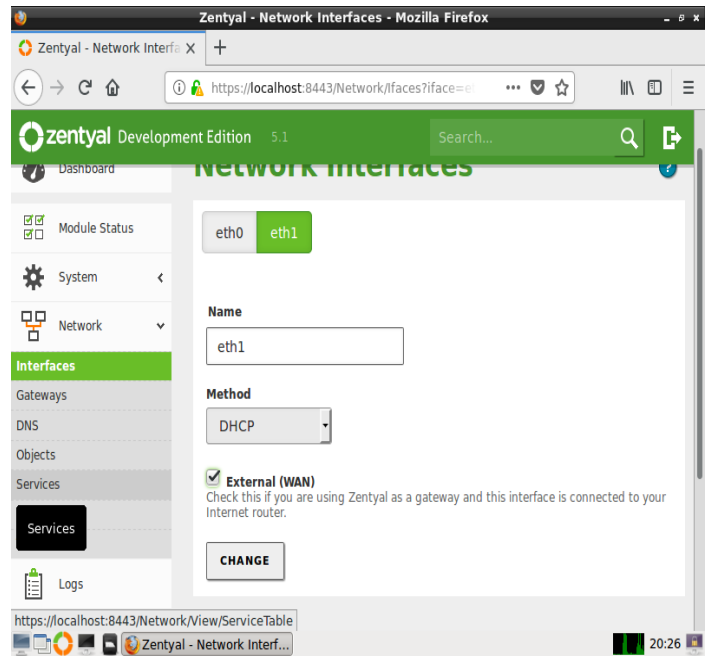 Zentyal - Network Interfaces - Mozilla Firefox
Zentyal - Network Interfa
https://localhost:8443/Network/Ifaces?iface=e
zentyal Development Edition 5.1 Search...
Dashboard
Network Interfaces
?
Module Status
System
Network
Interfaces
Gateways
DNS
Objects
Services
Services
Logs
eth0 eth1
Name
eth1
Method
DHCP
External (WAN)
Check this if you are using Zentyal as a gateway and this interface is connected to your
Internet router.
CHANGE
https://localhost:8443/Network/View/ServiceTable
Zentyal - Network Interf...
20:26